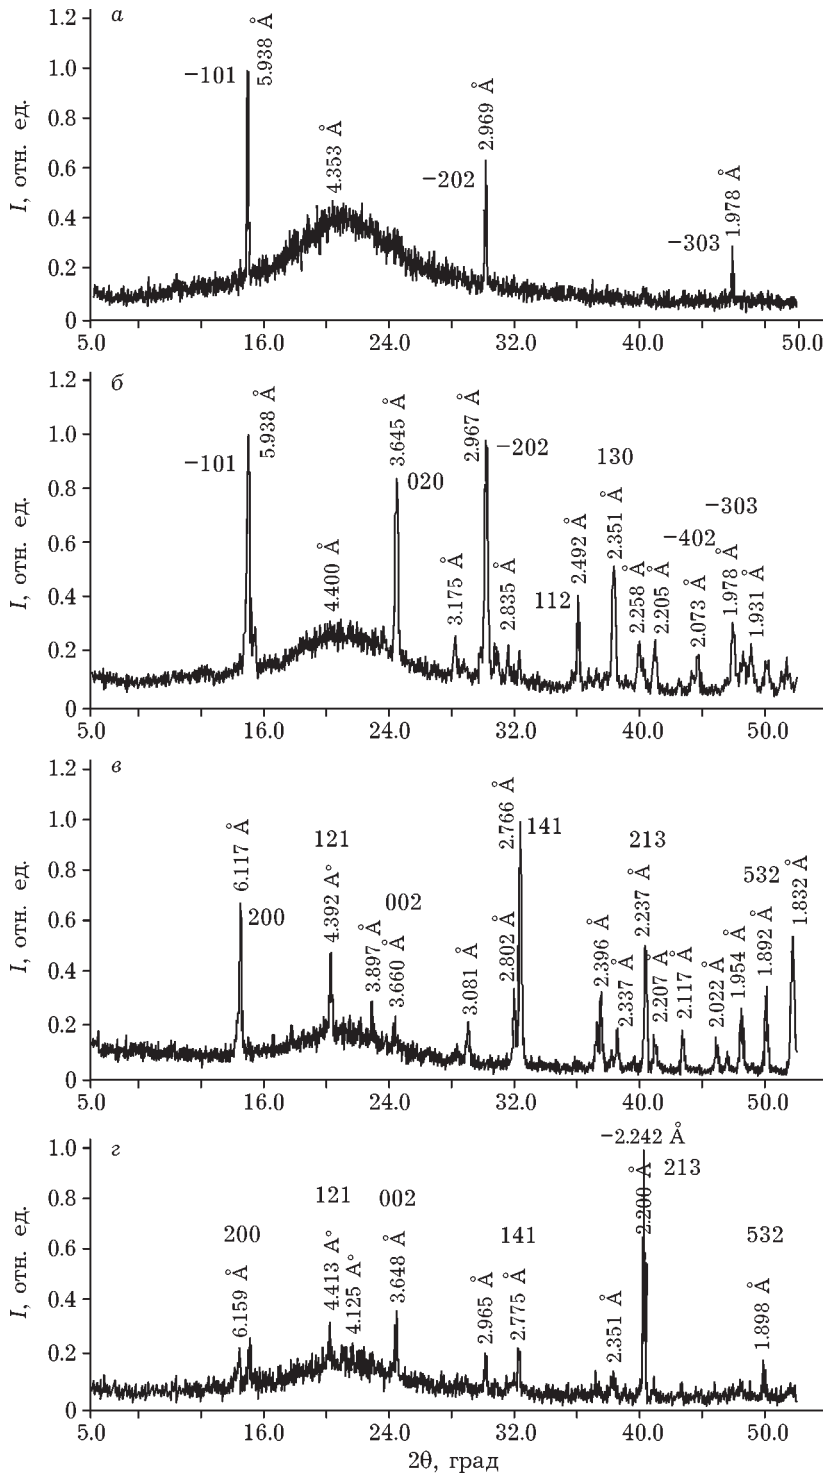 а
1.2
1.0
0.8
0.6
0.4
0.2
0
I, отн. ед.
−101
5.938 Å
4.353 Å
−202
2.969 Å
−303
1.978 Å
5.0 16.0 24.0 32.0 40.0 50.0
б
1.2
1.0
0.8
0.6
0.4
0.2
0
I, отн. ед.
−101
5.938 Å
4.400 Å
3.645 Å
020
3.175 Å
2.967 Å
−202
2.835 Å
112
2.492 Å
130
2.351 Å
2.258 Å
2.205 Å
−402
2.073 Å
−303
1.978 Å
1.931 Å
5.0 16.0 24.0 32.0 40.0 50.0
в
1.2
1.0
0.8
0.6
0.4
0.2
0
I, отн. ед.
6.117 Å
200
121
4.392 A°
3.897 Å
002
3.660 Å
3.081 Å
2.802 Å
2.766 Å
141
2.396 Å
2.337 Å
213
2.237 Å
2.207 Å
2.117 Å
2.022 Å
1.954 Å
532
1.892 Å
1.832 Å
5.0 16.0 24.0 32.0 40.0 50.0
г
1.0
0.8
0.6
0.4
0.2
0
I, отн. ед.
200
6.159 Å
121
4.413 A°
4.125 A°
002
3.648 Å
2.965 Å
141
2.775 Å
2.351 Å
−2.242 Å
2.200 Å
213
532
1.898 Å
5.0 16.0 24.0 32.0 40.0 50.0
2θ, град